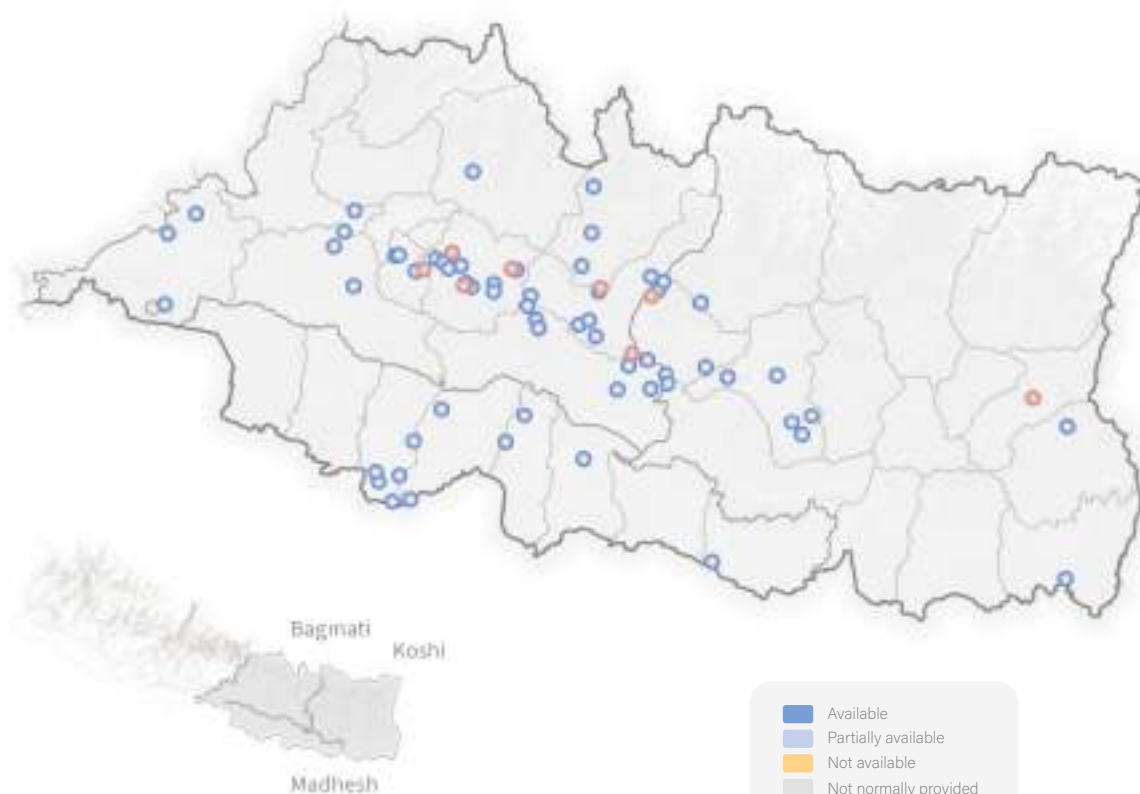 Bagmati
Koshi
Madhesh
Available
Partially available
Not available
Not normally provided